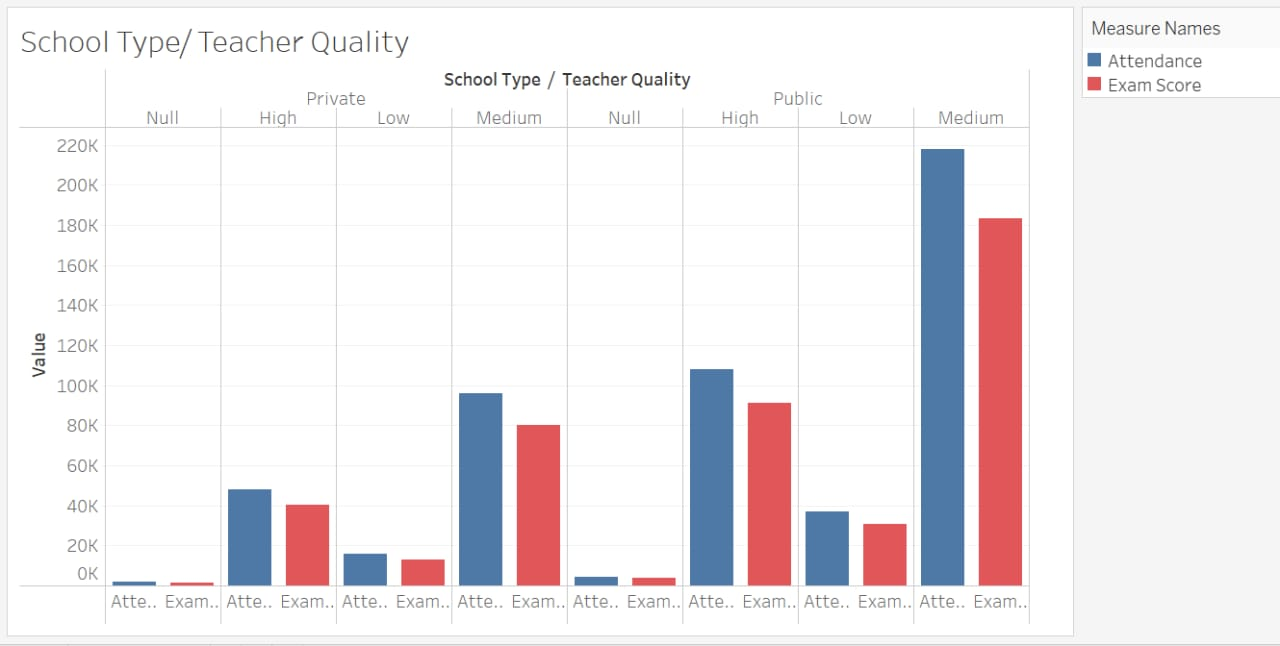 School Type/ Teacher Quality
School Type / Teacher Quality
Private Public
Null High Low Medium Null High Low Medium
220K
200K
180K
160K
140K
120K
100K
80K
60K
40K
20K
0K
Value
Atte.. Exam.. Atte.. Exam.. Atte.. Exam.. Atte.. Exam.. Atte.. Exam.. Atte.. Exam.. Atte.. Exam.. Atte.. Exam..
Measure Names
Attendance
Exam Score